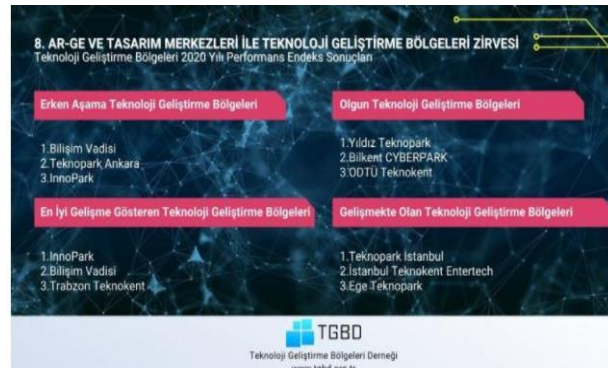 8. AR-GE VE TASARIM MERKEZLERİ İLE TEKNOLOJİ GELİŞTİRME BÖLGELERİ ZİRVESİ
Teknoloji Geliştirme Bölgeleri 2020 Yılı Performans Endeks Sonuçları
Erken Aşama Teknoloji Geliştirme Bölgeleri
1.Bilişim Vadisi
2.Teknopark Ankara
3.InnoPark
Olgun Teknoloji Geliştirme Bölgeleri
1.Yıldız Teknopark
2.Bilkent CYBERPARK
3.ODTÜ Teknokent
En İyi Gelişme Gösteren Teknoloji Geliştirme Bölgeleri
1.InnoPark
2.Bilişim Vadisi
3.Trabzon Teknokent
Gelişmekte Olan Teknoloji Geliştirme Bölgeleri
1.Teknopark İstanbul
2.İstanbul Teknokent Entertech
3.Ege Teknopark
TGBD
Teknoloji Geliştirme Bölgeleri Derneği
www.tgbd.org.tr